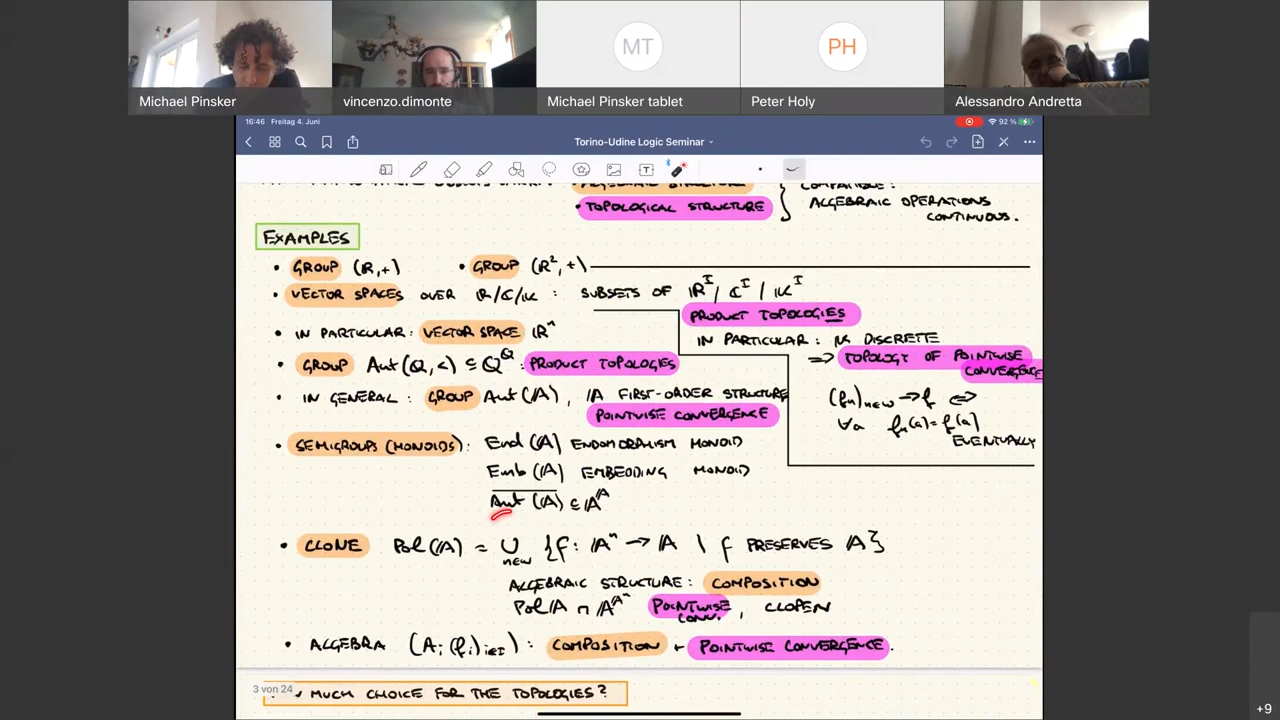 MT
PH
Michael Pinsker
vincenzo.dimonte
Michael Pinsker tablet
Peter Holy
Alessandro Andretta
16:46 Freitag 4. Juni
92 %
Torino-Udine Logic Seminar
• TOPOLOGICAL STRUCTURE
COMPATIBLE:
ALGEBRAIC OPERATIONS
CONTINUOUS.
EXAMPLES
• GROUP (ℝ,+) • GROUP (ℝ²,+)
• VECTOR SPACES OVER ℝ/ℂ/𝕂 : SUBSETS OF ℝ^I / ℂ^I / 𝕂^I
PRODUCT TOPOLOGIES
• IN PARTICULAR: VECTOR SPACE ℝⁿ
IN PARTICULAR: 𝕂 DISCRETE
⇒ TOPOLOGY OF POINTWISE
CONVERGENCE
• GROUP Aut(ℚ,<) ⊆ ℚ^ℚ : PRODUCT TOPOLOGIES
• IN GENERAL: GROUP Aut(𝔸), 𝔸 FIRST-ORDER STRUCTURE
POINTWISE CONVERGENCE
(fₙ)n∈ω → f ⇔
∀a fₙ(a) = f(a)
EVENTUALLY
• SEMIGROUPS (MONOIDS): End(𝔸) ENDOMORPHISM MONOID
Emb(𝔸) EMBEDDING MONOID
Aut(𝔸) ⊆ 𝔸^𝔸
• CLONE Pol(𝔸) = ∪n∈ω {f: 𝔸ⁿ → 𝔸 \ f PRESERVES 𝔸}
ALGEBRAIC STRUCTURE: COMPOSITION
Pol 𝔸 ∩ 𝔸^𝔸ⁿ POINTWISE CONV., CLOPEN
• ALGEBRA (A; (fᵢ)i∈I) : COMPOSITION + POINTWISE CONVERGENCE.
3 von 24
MUCH CHOICE FOR THE TOPOLOGIES?
+9